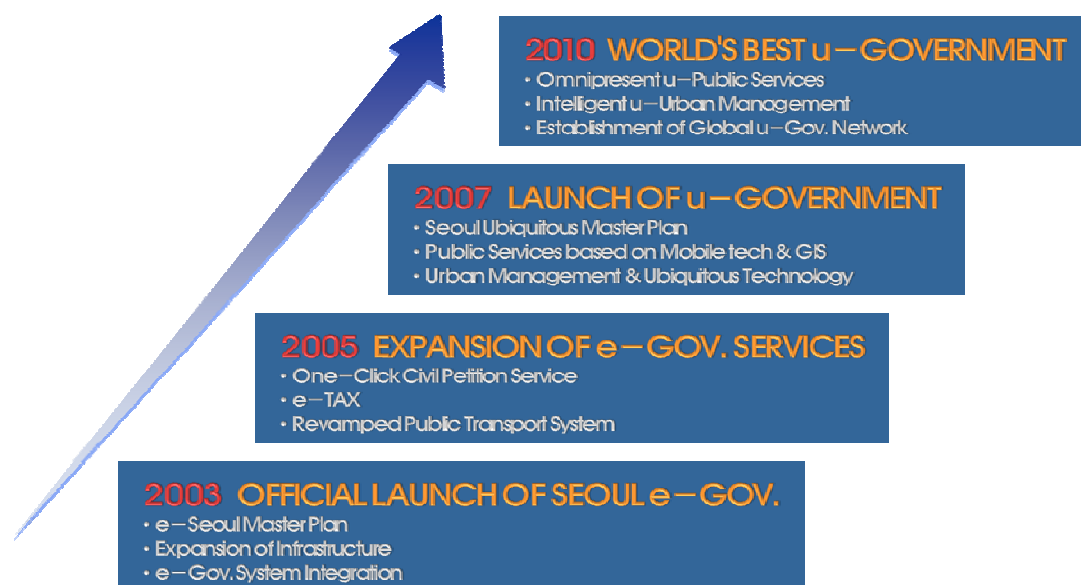 2010 WORLD'S BEST u-GOVERNMENT
• Omnipresent u-Public Services
• Intelligent u-Urban Management
• Establishment of Global u-Gov. Network
2007 LAUNCH OF u-GOVERNMENT
• Seoul Ubiquitous Master Plan
• Public Services based on Mobile tech & GIS
• Urban Management & Ubiquitous Technology
2005 EXPANSION OF e-GOV. SERVICES
• One-Click Civil Petition Service
• e-TAX
• Revamped Public Transport System
2003 OFFICIAL LAUNCH OF SEOUL e-GOV.
• e-Seoul Master Plan
• Expansion of Infrastructure
• e-Gov. System Integration